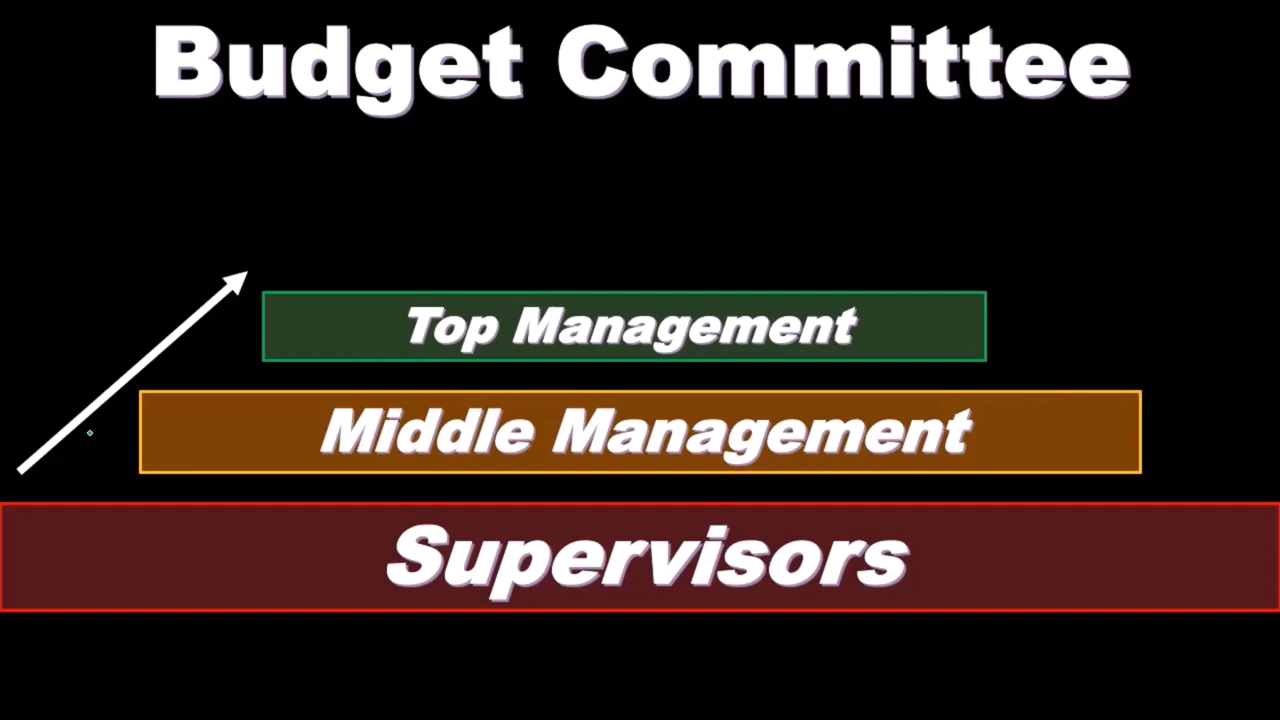 Budget Committee
Top Management
Middle Management
Supervisors